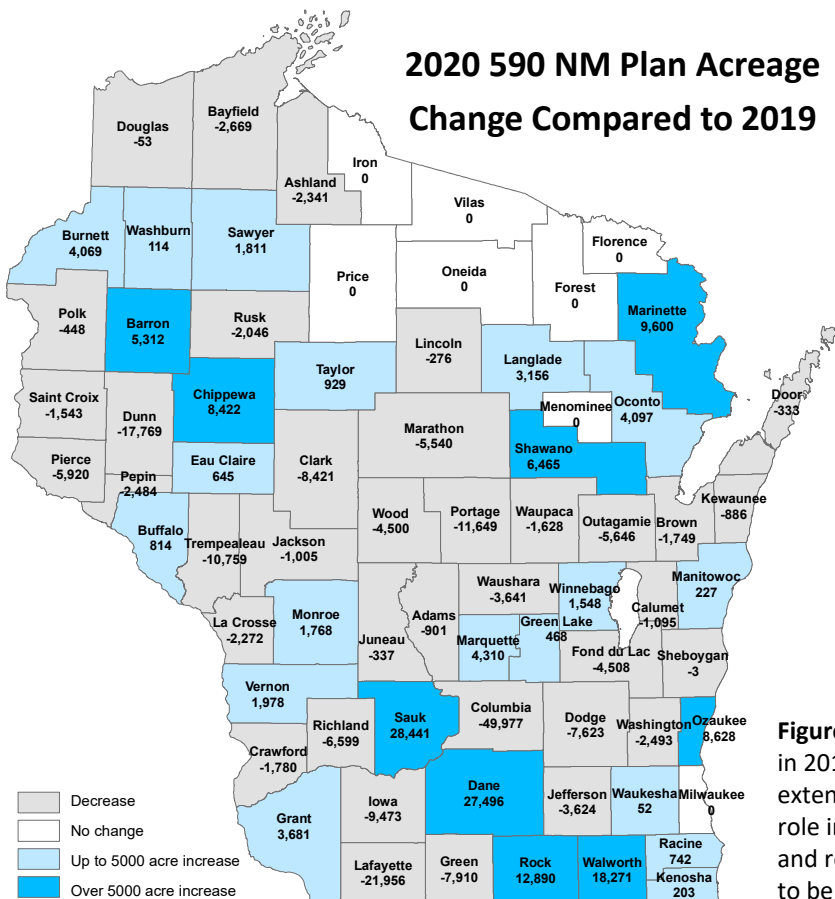 2020 590 NM Plan Acreage
Change Compared to 2019
Douglas
-53
Bayfield
-2,669
Iron
0
Ashland
-2,341
Vilas
0
Florence
0
Burnett
4,069
Washburn
114
Sawyer
1,811
Price
0
Oneida
0
Forest
0
Marinette
9,600
Polk
-448
Barron
5,312
Rusk
-2,046
Lincoln
-276
Langlade
3,156
Taylor
929
Chippewa
8,422
Oconto
4,097
Menominee
0
Door
-333
Saint Croix
-1,543
Dunn
-17,769
Marathon
-5,540
Shawano
6,465
Pierce
-5,920
Pepin
-2,484
Eau Claire
645
Clark
-8,421
Wood
-4,500
Portage
-11,649
Waupaca
-1,628
Outagamie
-5,646
Brown
-1,749
Kewaunee
-886
Buffalo
814
Trempealeau
-10,759
Jackson
-1,005
Waushara
-3,641
Winnebago
1,548
Manitowoc
227
Calumet
-1,095
La Crosse
-2,272
Monroe
1,768
Juneau
-337
Adams
-901
Marquette
4,310
Green Lake
468
Fond du Lac
-4,508
Sheboygan
-3
Vernon
1,978
Richland
-6,599
Sauk
28,441
Columbia
-49,977
Dodge
-7,623
Washington
-2,493
Ozaukee
8,628
Crawford
-1,780
Grant
3,681
Iowa
-9,473
Dane
27,496
Jefferson
-3,624
Waukesha
52
Milwaukee
0
Lafayette
-21,956
Green
-7,910
Rock
12,890
Walworth
18,271
Racine
742
Kenosha
203
Decrease
No change
Up to 5000 acre increase
Over 5000 acre increase
Figure
in 201
exten
role in
and re
to be